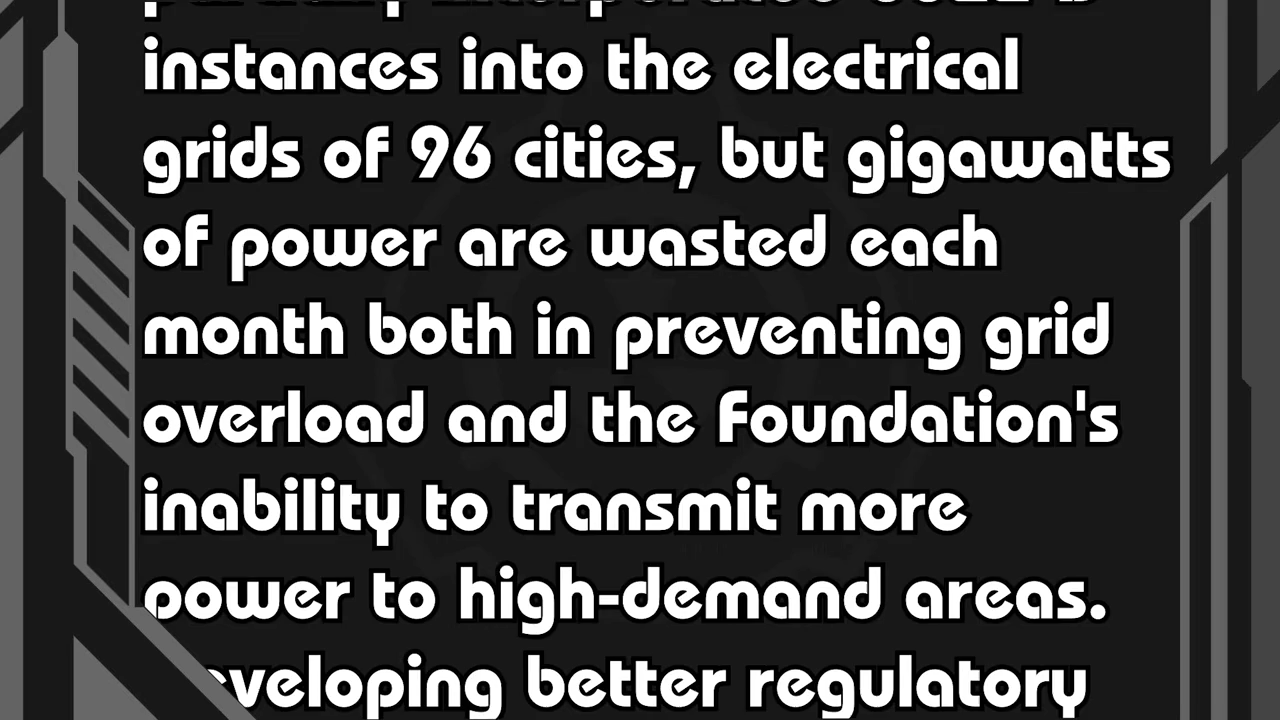 instances into the electrical
grids of 96 cities, but gigawatts
of power are wasted each
month both in preventing grid
overload and the Foundation's
inability to transmit more
power to high-demand areas.
better regulatory